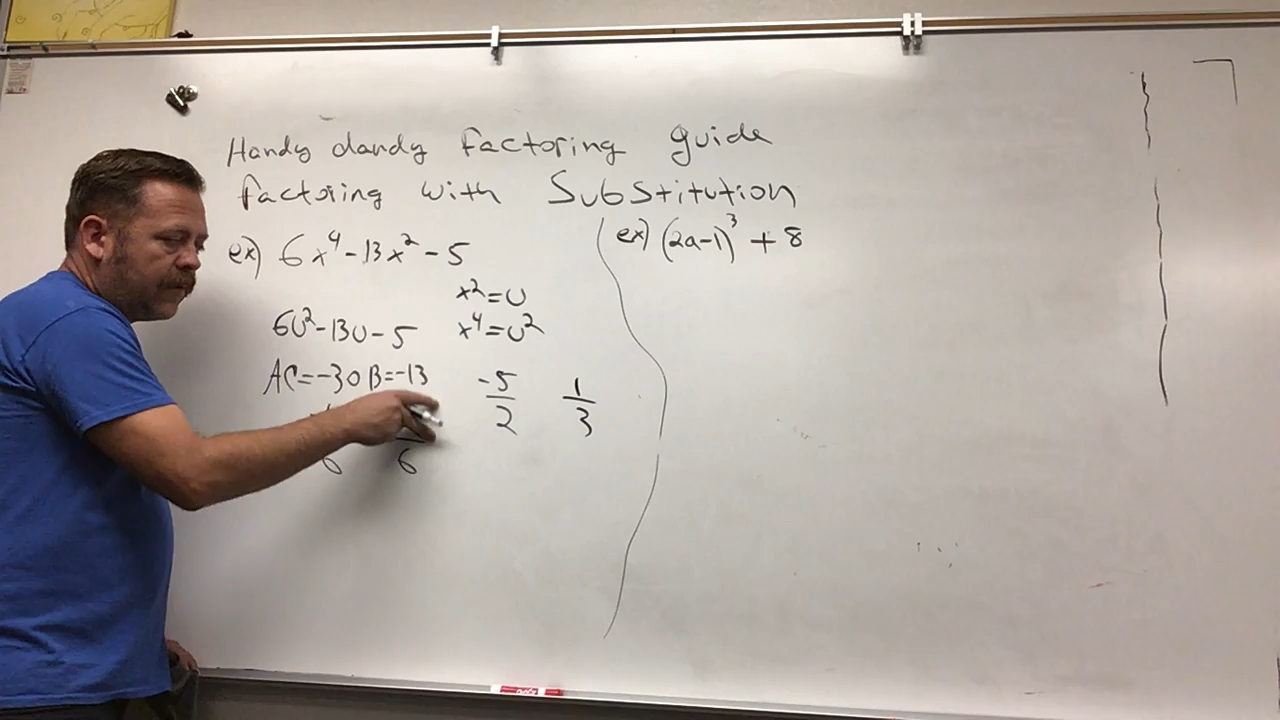 Handy dandy factoring guide
factoring with Substitution
ex) 6x⁴-13x²-5
x²=U
6U²-13U-5 x⁴=U²
AC=-30 B=-13
-5/2 1/3
6 6
ex) (2a-1)³+8